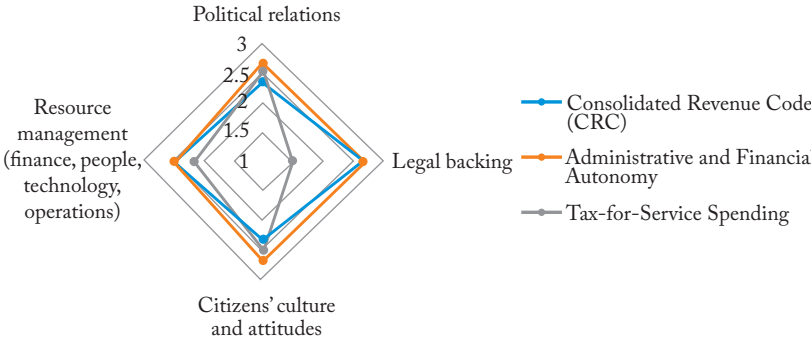 Political relations
3
2.5
2
1.5
1
Resource
management
(finance, people,
technology,
operations)
Legal backing
Citizens' culture
and attitudes
Consolidated Revenue Code
(CRC)
Administrative and Financial
Autonomy
Tax-for-Service Spending